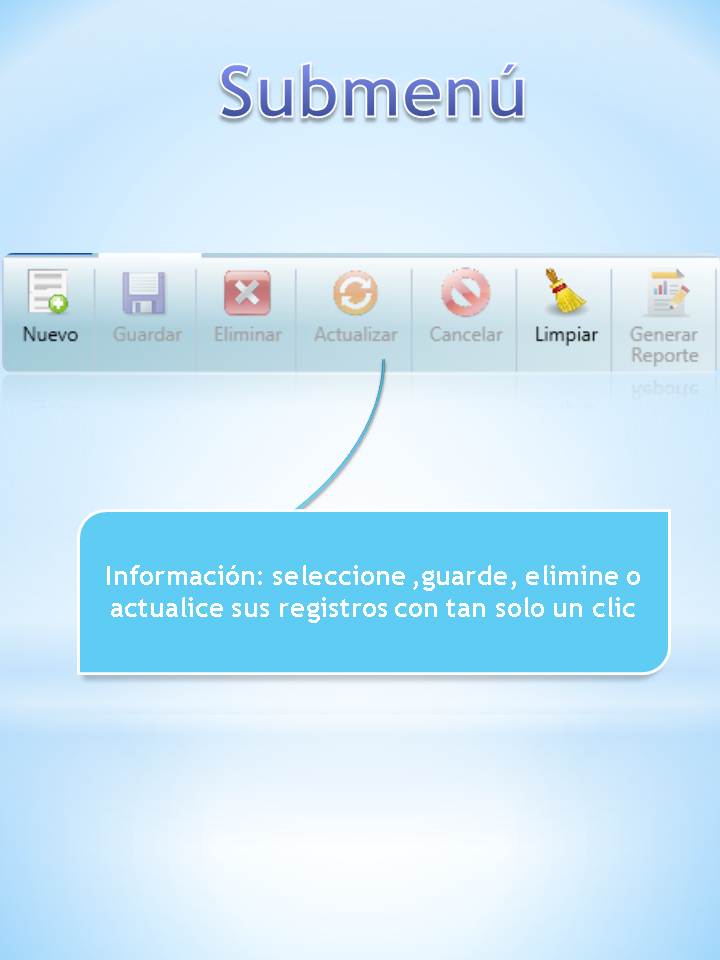 Submenú
Nuevo Guardar Eliminar Actualizar Cancelar Limpiar Generar
Reporte
Información: seleccione ,guarde, elimine o
actualice sus registros con tan solo un clic